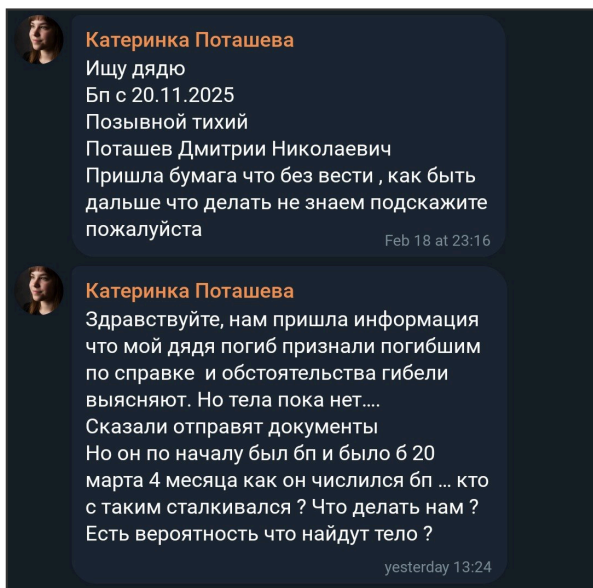 Катеринка Поташева
Ищу дядю
Бп с 20.11.2025
Позывной тихий
Поташев Дмитрии Николаевич
Пришла бумага что без вести , как быть
дальше что делать не знаем подскажите
пожалуйста
Feb 18 at 23:16
Катеринка Поташева
Здравствуйте, нам пришла информация
что мой дядя погиб признали погибшим
по справке и обстоятельства гибели
выясняют. Но тела пока нет....
Сказали отправят документы
Но он по началу был бп и было б 20
марта 4 месяца как он числился бп ... кто
с таким сталкивался ? Что делать нам ?
Есть вероятность что найдут тело ?
yesterday 13:24